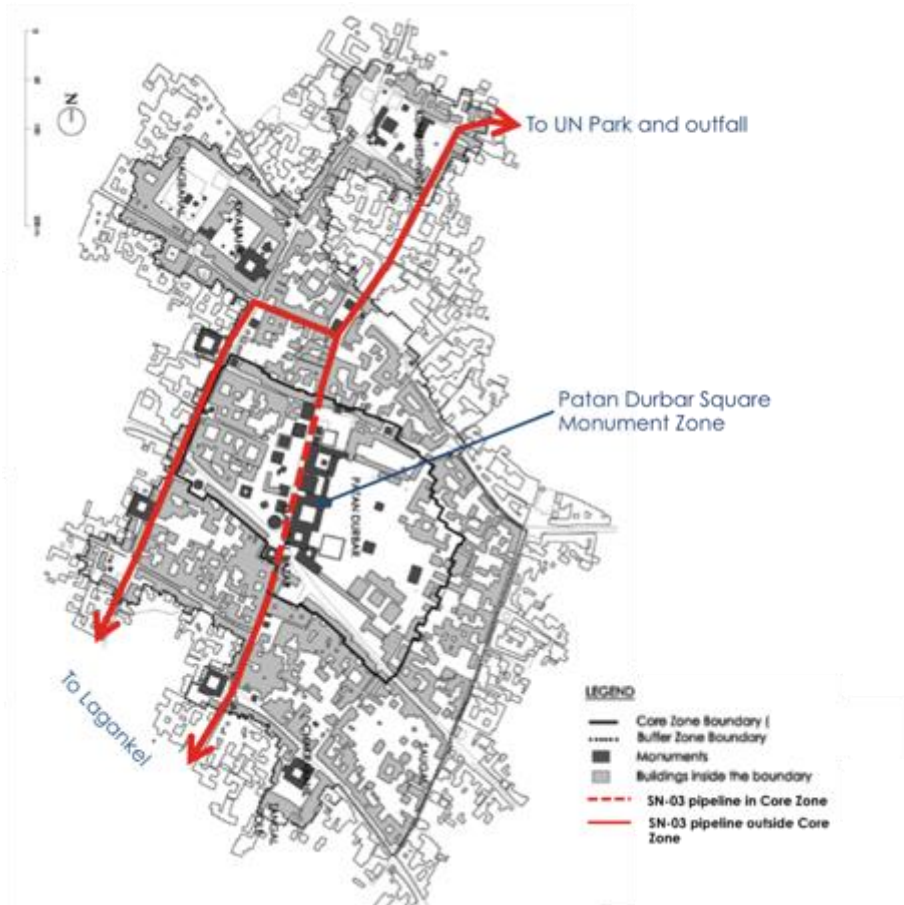 N
To UN Park and outfall
Patan Durbar Square
Monument Zone
PATAN DURBAR
To Lagankel
LEGEND
Core Zone Boundary (
Buffer Zone Boundary
Monuments
Buildings inside the boundary
SN-03 pipeline in Core Zone
SN-03 pipeline outside Core
Zone